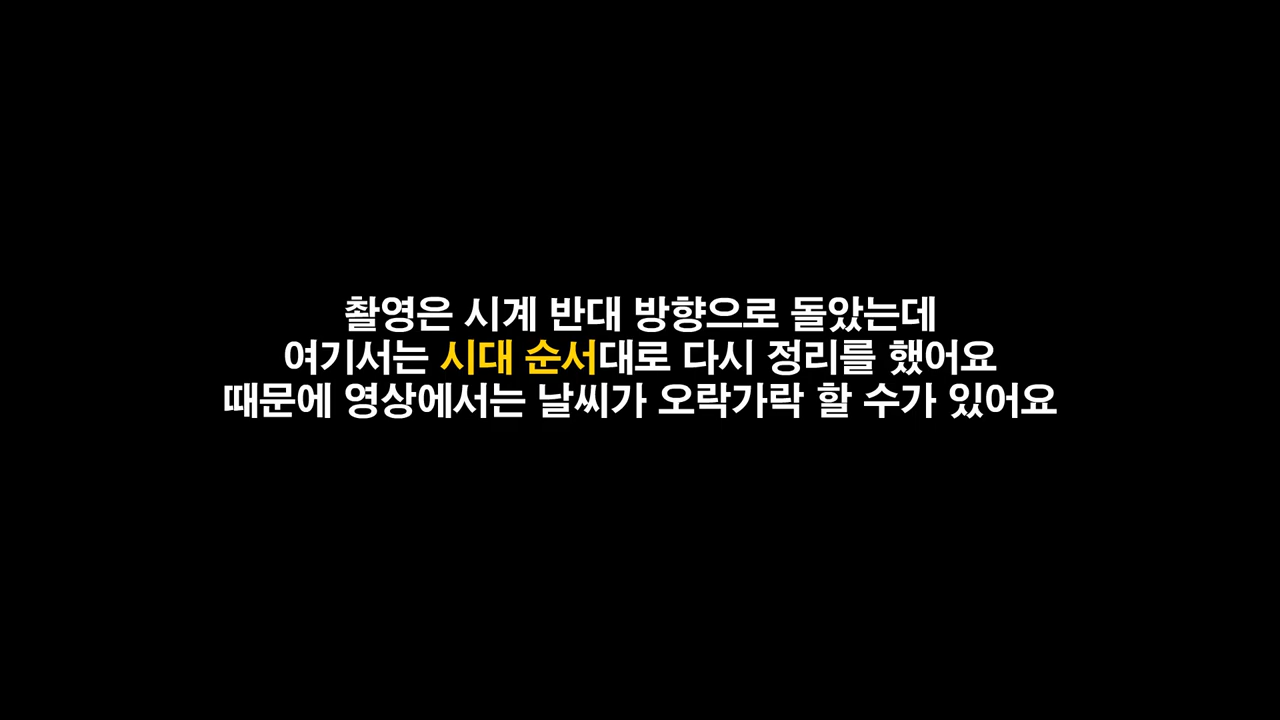 촬영은 시계 반대 방향으로 돌았는데
여기서는 시대 순서대로 다시 정리를 했어요
때문에 영상에서는 날씨가 오락가락 할 수가 있어요